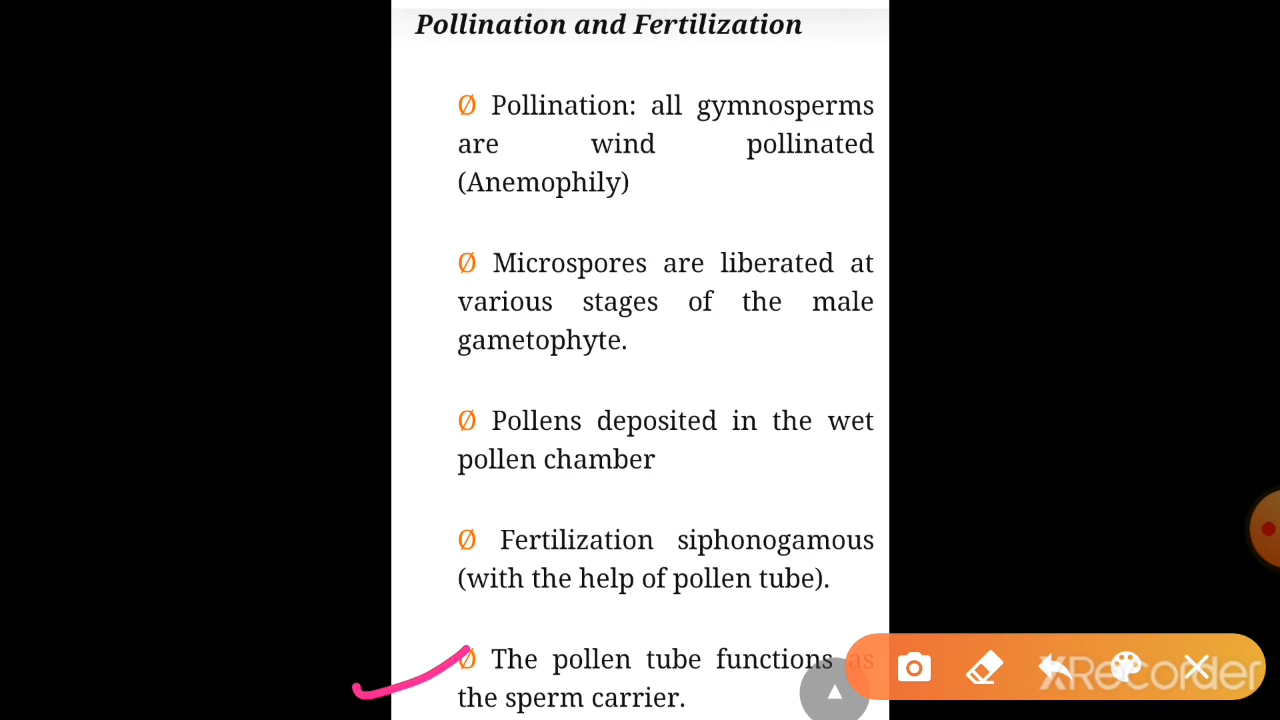 Pollination and Fertilization
Ø Pollination: all gymnosperms
are wind pollinated
(Anemophily)
Ø Microspores are liberated at
various stages of the male
gametophyte.
Ø Pollens deposited in the wet
pollen chamber
Ø Fertilization siphonogamous
(with the help of pollen tube).
Ø The pollen tube functions as
the sperm carrier.
XRecorder